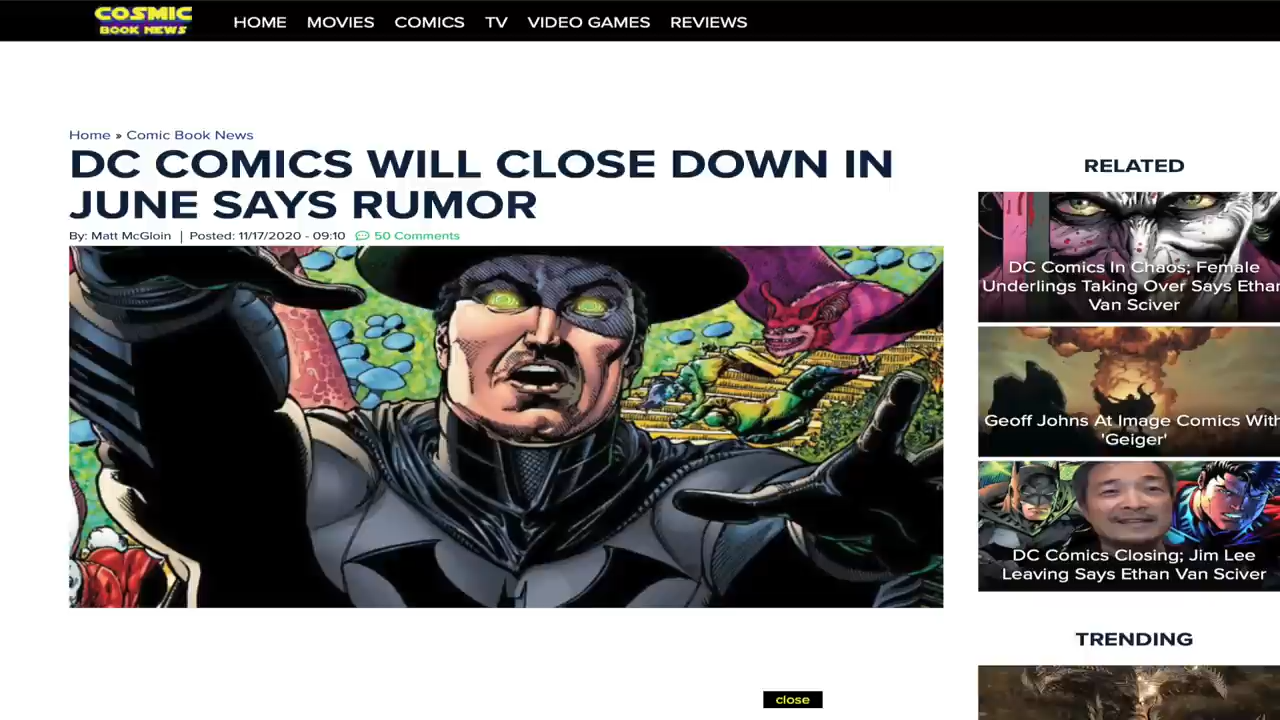 COSMIC
BOOK NEWS
HOME MOVIES COMICS TV VIDEO GAMES REVIEWS
Home » Comic Book News
DC COMICS WILL CLOSE DOWN IN
JUNE SAYS RUMOR
By: Matt McGloin | Posted: 11/17/2020 - 09:10 50 Comments
RELATED
DC Comics In Chaos; Female
Underlings Taking Over Says Ethan
Van Sciver
Geoff Johns At Image Comics With
'Geiger'
DC Comics Closing; Jim Lee
Leaving Says Ethan Van Sciver
TRENDING
close